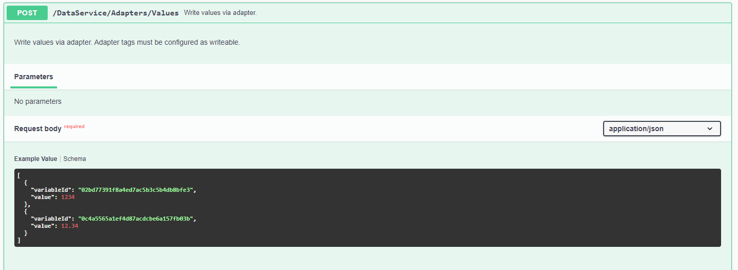 POST /DataService/Adapters/Values Write values via adapter.
Write values via adapter. Adapter tags must be configured as writeable.
Parameters
No parameters
Request body required
application/json
Example Value | Schema
[
{
"variableId": "02bd77391f8a4ed7ac5b3c5b4db8bfe3",
"value": 1234
},
{
"variableId": "0c4a5565a1ef4d87acdcbe6a157fb03b",
"value": 12.34
}
]